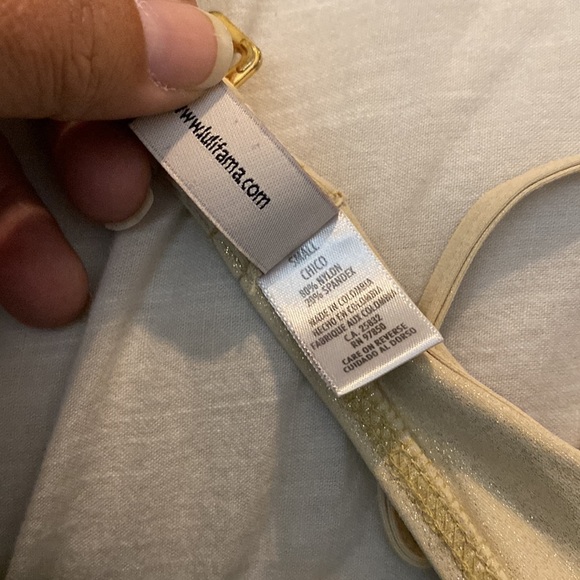 www.lulifama.com
SMALL
CHICO
80% NYLON
20% SPANDEX
MADE IN COLOMBIA
HECHO EN COLOMBIA
FABRIQUE AUX COLOMBIA
C.A. 25832
RN 97850
CARE ON REVERSE
CUIDADO AL DORSO